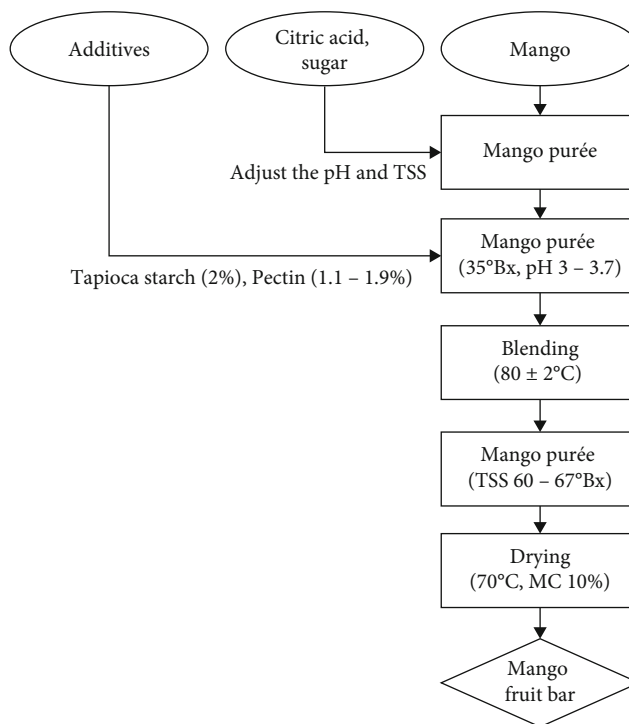 Additives
Citric acid,
sugar
Mango
Mango purée
Adjust the pH and TSS
Mango purée
(35°Bx, pH 3 – 3.7)
Tapioca starch (2%), Pectin (1.1 – 1.9%)
Blending
(80 ± 2°C)
Mango purée
(TSS 60 – 67°Bx)
Drying
(70°C, MC 10%)
Mango
fruit bar